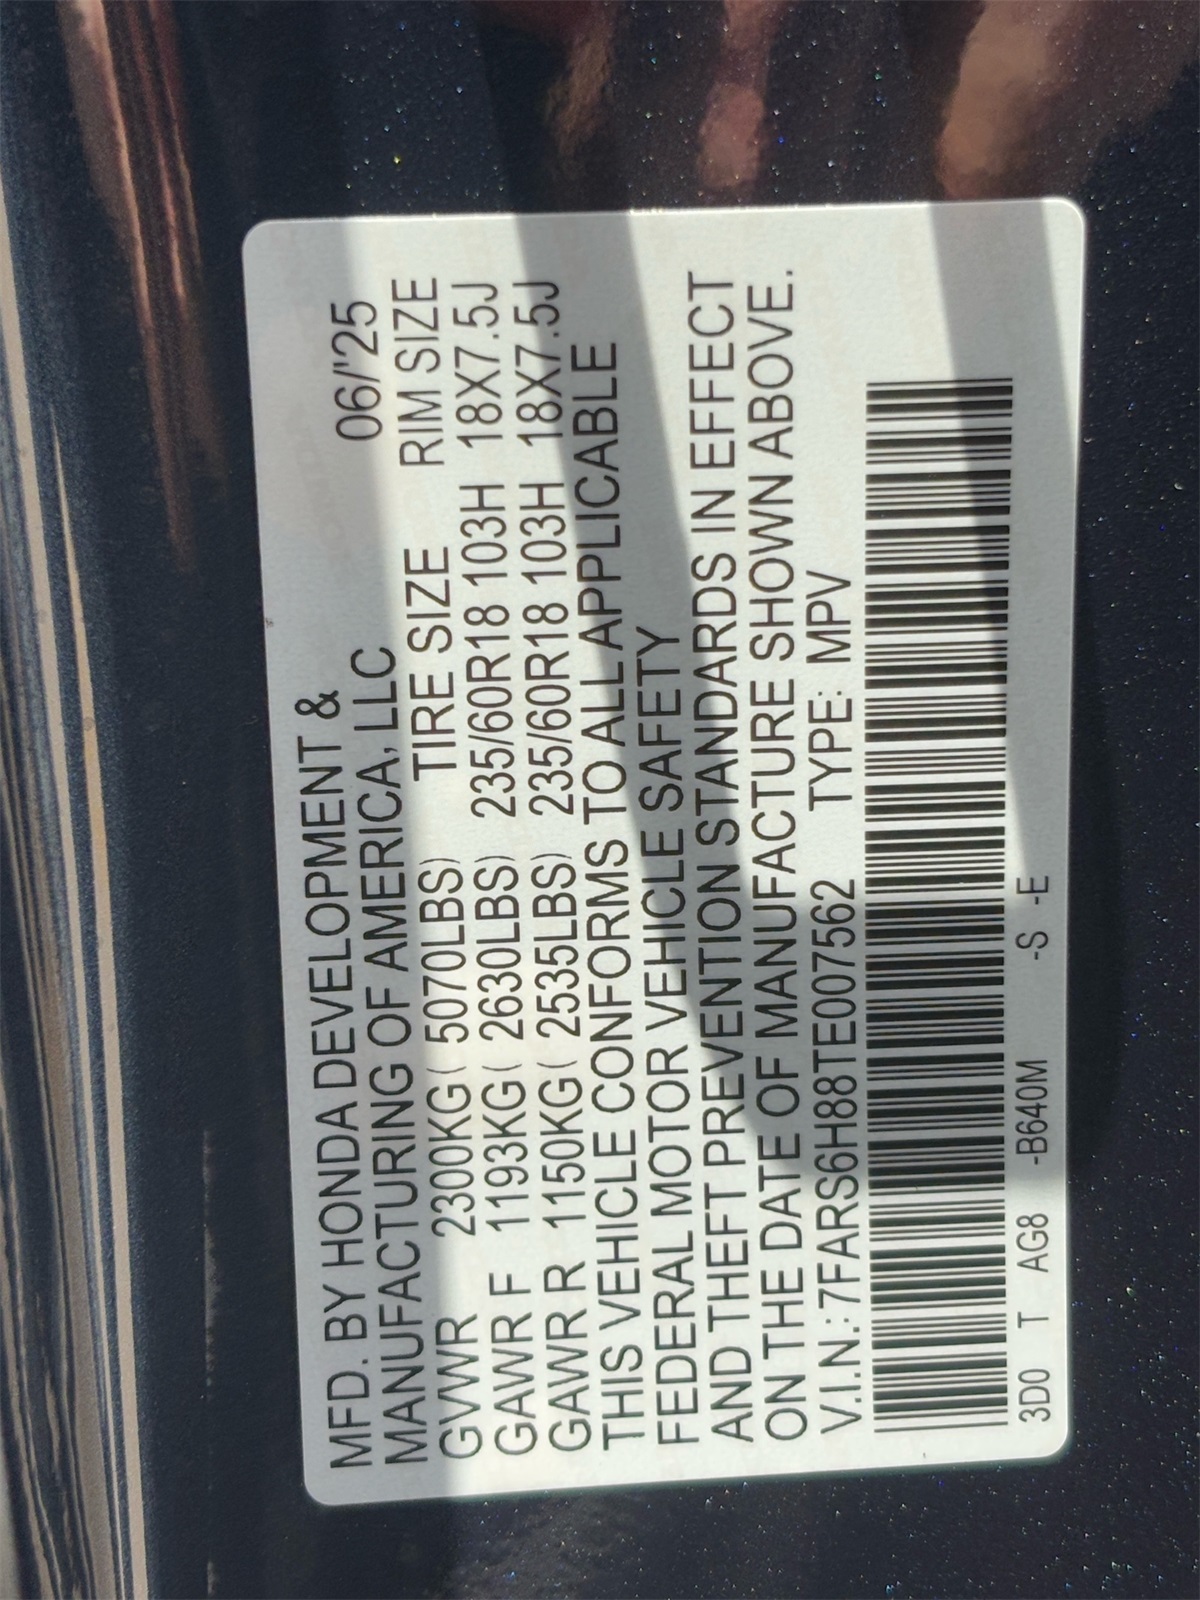 MFD. BY HONDA DEVELOPMENT &
MANUFACTURING OF AMERICA, LLC 06/'25
TIRE SIZE RIM SIZE
GVWR 2300KG ( 5070LBS) 235/60R18 103H 18X7.5J
GAWR F 1193KG ( 2630LBS) 235/60R18 103H 18X7.5J
GAWR R 1150KG ( 2535LBS)
THIS VEHICLE CONFORMS TO ALL APPLICABLE
FEDERAL MOTOR VEHICLE SAFETY
AND THEFT PREVENTION STANDARDS IN EFFECT
ON THE DATE OF MANUFACTURE SHOWN ABOVE.
V.I.N.: 7FARS6H88TE007562 TYPE: MPV
3D0 T AG8 -B640M -S -E